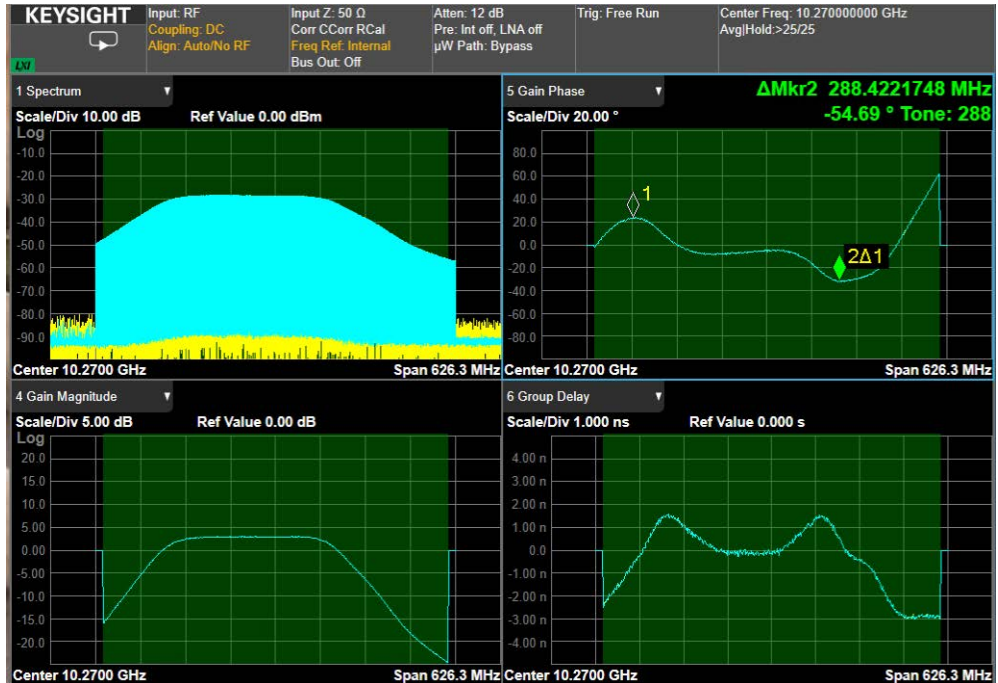 KEYSIGHT
Input: RF
Coupling: DC
Align: Auto/No RF
Input Z: 50 Ω
Corr CCorr RCal
Freq Ref: Internal
Bus Out: Off
Atten: 12 dB
Pre: Int off, LNA off
µW Path: Bypass
Trig: Free Run
Center Freq: 10.270000000 GHz
Avg|Hold:>25/25
LXI
1 Spectrum
Scale/Div 10.00 dB
Ref Value 0.00 dBm
Log
-10.0
-20.0
-30.0
-40.0
-50.0
-60.0
-70.0
-80.0
-90.0
Center 10.2700 GHz
Span 626.3 MHz
5 Gain Phase
ΔMkr2 288.4221748 MHz
Scale/Div 20.00 °
-54.69 ° Tone: 288
80.0
60.0
40.0
20.0
0.0
-20.0
-40.0
-60.0
-80.0
1
2Δ1
Center 10.2700 GHz
Span 626.3 MHz
4 Gain Magnitude
Scale/Div 5.00 dB
Ref Value 0.00 dB
Log
20.0
15.0
10.0
5.00
0.00
-5.00
-10.0
-15.0
-20.0
Center 10.2700 GHz
Span 626.3 MHz
6 Group Delay
Scale/Div 1.000 ns
Ref Value 0.000 s
4.00 n
3.00 n
2.00 n
1.00 n
0.0
-1.00 n
-2.00 n
-3.00 n
-4.00 n
Center 10.2700 GHz
Span 626.3 MHz